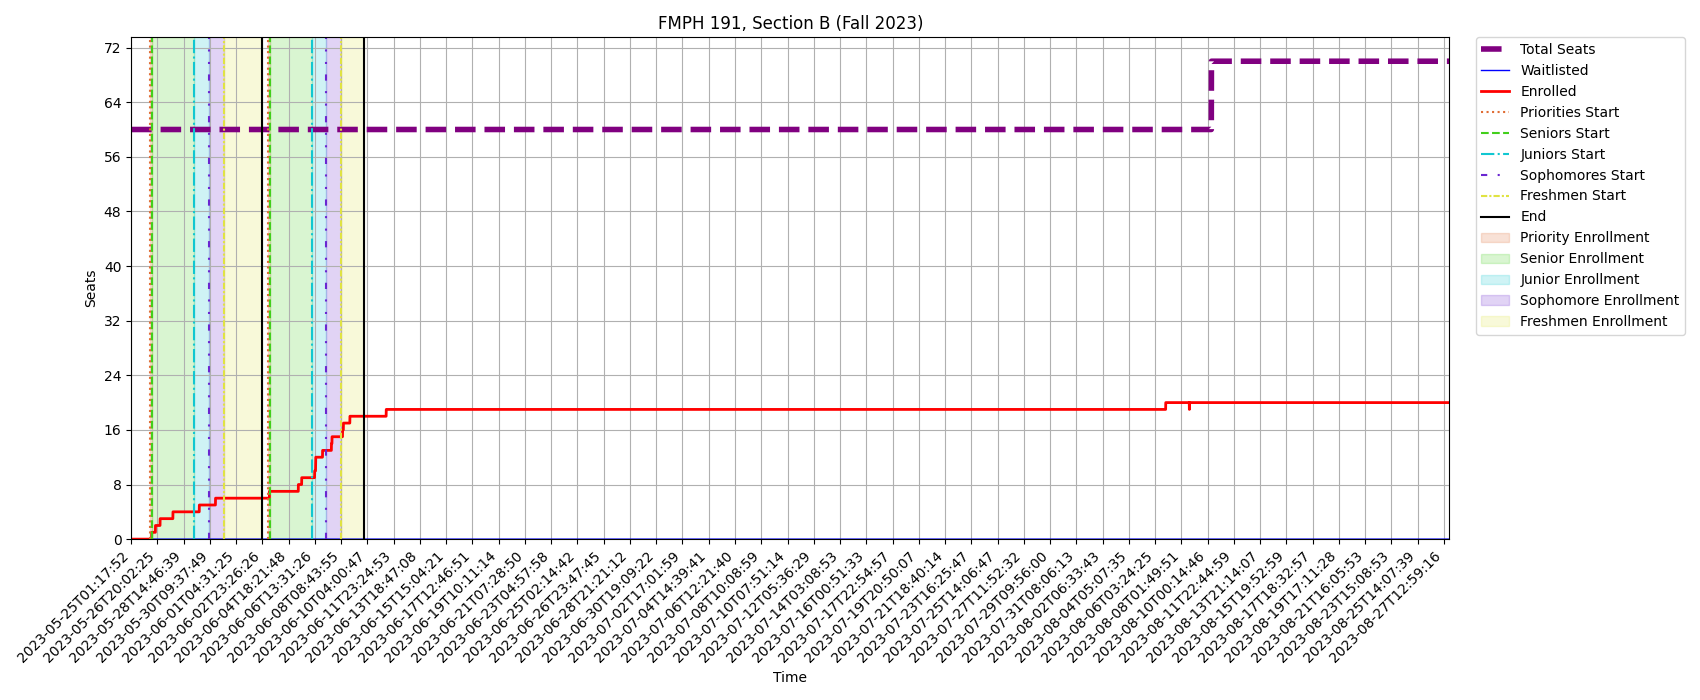 FMPH 191, Section B (Fall 2023)
72
64
56
48
40
32
24
16
8
0
Seats
2023-05-25T01:17:52
2023-05-26T20:02:25
2023-05-28T14:46:39
2023-05-30T09:37:49
2023-06-01T04:31:25
2023-06-02T23:26:26
2023-06-04T18:21:48
2023-06-06T13:31:26
2023-06-08T08:43:55
2023-06-10T04:00:47
2023-06-11T23:24:53
2023-06-13T18:47:08
2023-06-15T15:04:21
2023-06-17T12:46:51
2023-06-19T10:11:14
2023-06-21T07:28:50
2023-06-23T04:57:58
2023-06-25T02:14:42
2023-06-26T23:47:45
2023-06-28T21:21:12
2023-06-30T19:09:22
2023-07-02T17:01:59
2023-07-04T14:39:41
2023-07-06T12:21:40
2023-07-08T10:08:59
2023-07-10T07:51:14
2023-07-12T05:36:29
2023-07-14T03:08:53
2023-07-16T00:51:33
2023-07-17T22:54:57
2023-07-19T20:50:07
2023-07-21T18:40:14
2023-07-23T16:25:47
2023-07-25T14:06:47
2023-07-27T11:52:32
2023-07-29T09:56:00
2023-07-31T08:06:13
2023-08-02T06:33:45
2023-08-04T05:07:35
2023-08-06T03:24:25
2023-08-08T01:49:51
2023-08-10T00:14:46
2023-08-11T22:44:59
2023-08-13T21:14:07
2023-08-15T19:52:59
2023-08-17T18:32:57
2023-08-19T17:11:28
2023-08-21T16:05:53
2023-08-23T15:08:53
2023-08-25T14:07:39
2023-08-27T12:59:16
Time
Total Seats
Waitlisted
Enrolled
Priorities Start
Seniors Start
Juniors Start
Sophomores Start
Freshmen Start
End
Priority Enrollment
Senior Enrollment
Junior Enrollment
Sophomore Enrollment
Freshmen Enrollment